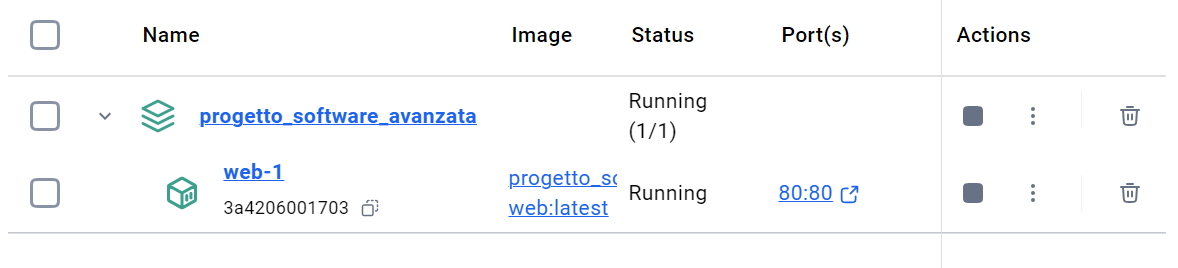 Name Image Status Port(s) Actions
progetto_software_avanzata
Running
(1/1)
web-1
3a4206001703
progetto_so
web:latest
Running
80:80